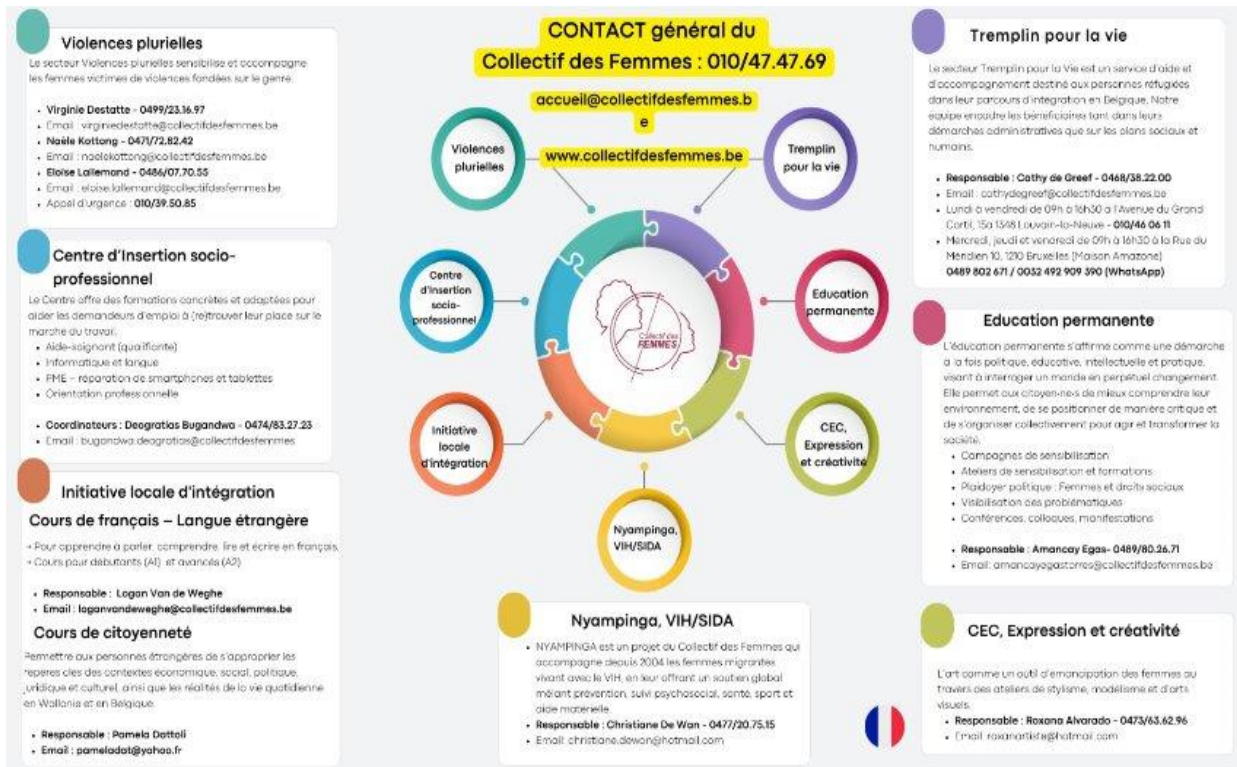 CONTACT général du
Collectif des Femmes : 010/47.47.69
accueil@collectifdesfemmes.b
e
www.collectifdesfemmes.be
Violences plurielles
Le secteur Violences plurielles sensibilise et accompagne
les femmes victimes de violences fondées sur le genre.
• Virginie Destatte - 0499/23.16.97
• Email : virginiedestatte@collectifdesfemmes.be
• Naèle Kottong - 0471/72.82.42
• Email : naelekottong@collectifdesfemmes.be
• Eloïse Lallemand - 0486/07.70.55
• Email : eloise.lallemand@collectifdesfemmes.be
• Appel d'urgence : 010/39.50.85
Centre d'Insertion socio-
professionnel
Le Centre offre des formations concrètes et adaptées pour
aider les demandeurs d'emploi à (re)trouver leur place sur le
marché du travail.
• Aide-soignant (qualifiante)
• Informatique et langue
• PME – réparation de smartphones et tablettes
• Orientation professionnelle
• Coordinateurs : Deogratias Bugandwa - 0474/83.27.23
• Email : bugandwa.deogratias@collectifdesfemmes
Initiative locale d'intégration
Cours de français – Langue étrangère
→ Pour apprendre à parler, comprendre, lire et écrire en français.
→ Cours pour débutants (A1) et avancés (A2)
• Responsable : Logan Van de Weghe
• Email : loganvandeweghe@collectifdesfemmes.be
Cours de citoyenneté
Permettre aux personnes étrangères de s'approprier les
repères clés des contextes économique, social, politique,
juridique et culturel, ainsi que les réalités de la vie quotidienne
en Wallonie et en Belgique.
• Responsable : Pamela Dattoli
• Email : pameladat@yahoo.fr
Violences
plurielles
Tremplin
pour la vie
Centre
d'Insertion
socio-
professionnel
Education
permanente
Collectif des
FEMMES
Initiative
locale
d'intégration
CEC,
Expression
et créativité
Nyampinga,
VIH/SIDA
Nyampinga, VIH/SIDA
• NYAMPINGA est un projet du Collectif des Femmes qui
accompagne depuis 2004 les femmes migrantes
vivant avec le VIH, en leur offrant un soutien global
mêlant prévention, suivi psychosocial, santé, sport et
aide matérielle.
• Responsable : Christiane De Wan - 0477/20.75.15
• Email: christiane.dewan@hotmail.com
Tremplin pour la vie
Le secteur Tremplin pour la Vie est un service d'aide et
d'accompagnement destiné aux personnes réfugiées
dans leur parcours d'intégration en Belgique. Notre
équipe encadre les bénéficiaires tant dans leurs
démarches administratives que sur les plans sociaux et
humains.
• Responsable : Cathy de Greef - 0468/38.22.00
• Email : cathydegreef@collectifdesfemmes.be
• Lundi à vendredi de 09h à 16h30 à l'Avenue du Grand
Cortil, 15a 1348 Louvain-la-Neuve - 010/46 06 11
• Mercredi, jeudi et vendredi de 09h à 16h30 à la Rue du
Méridien 10, 1210 Bruxelles (Maison Amazone)
0489 802 671 / 0032 492 909 390 (WhatsApp)
Education permanente
L'éducation permanente s'affirme comme une démarche
à la fois politique, éducative, intellectuelle et pratique,
visant à interroger un monde en perpétuel changement.
Elle permet aux citoyen·ne·s de mieux comprendre leur
environnement, de se positionner de manière critique et
de s'organiser collectivement pour agir et transformer la
société.
• Campagnes de sensibilisation
• Ateliers de sensibilisation et formations
• Plaidoyer politique : Femmes et droits sociaux
• Visibilisation des problématiques
• Conférences, colloques, manifestations
• Responsable : Amancay Egas- 0489/80.26.71
• Email: amancayegastorres@collectifdesfemmes.be
CEC, Expression et créativité
L'art comme un outil d'émancipation des femmes au
travers des ateliers de stylisme, modélisme et d'arts
visuels.
• Responsable : Roxana Alvarado - 0473/63.62.96
• Email: roxanartiste@hotmail.com